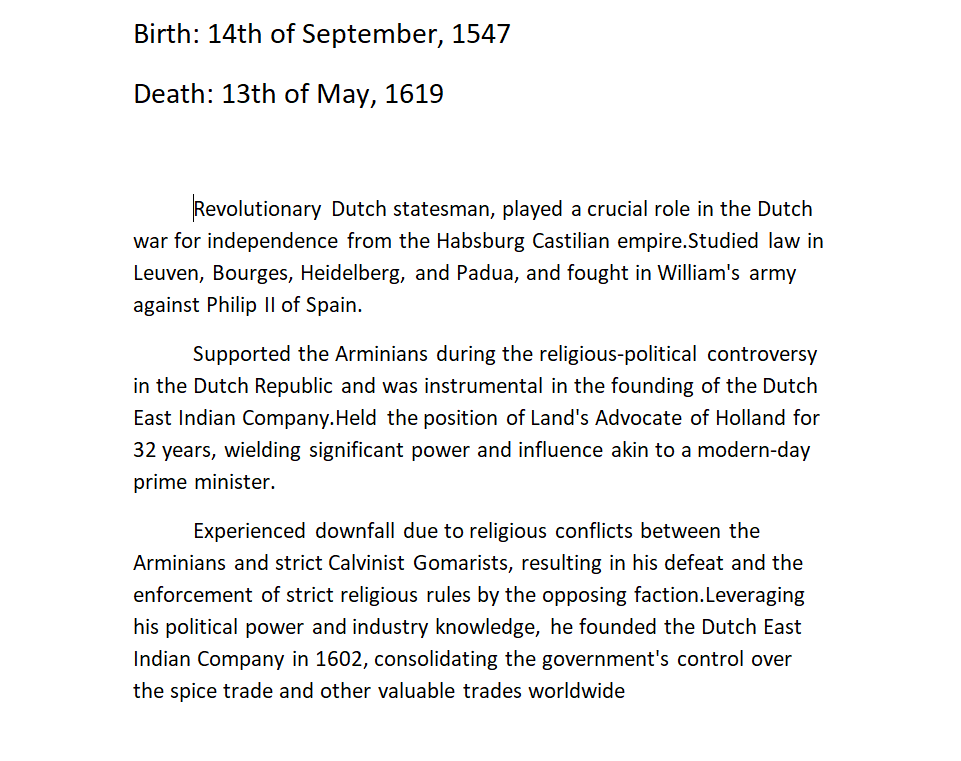 Birth: 14th of September, 1547
Death: 13th of May, 1619
Revolutionary Dutch statesman, played a crucial role in the Dutch
war for independence from the Habsburg Castilian empire.Studied law in
Leuven, Bourges, Heidelberg, and Padua, and fought in William's army
against Philip II of Spain.
Supported the Arminians during the religious-political controversy
in the Dutch Republic and was instrumental in the founding of the Dutch
East Indian Company.Held the position of Land's Advocate of Holland for
32 years, wielding significant power and influence akin to a modern-day
prime minister.
Experienced downfall due to religious conflicts between the
Arminians and strict Calvinist Gomarists, resulting in his defeat and the
enforcement of strict religious rules by the opposing faction.Leveraging
his political power and industry knowledge, he founded the Dutch East
Indian Company in 1602, consolidating the government's control over
the spice trade and other valuable trades worldwide